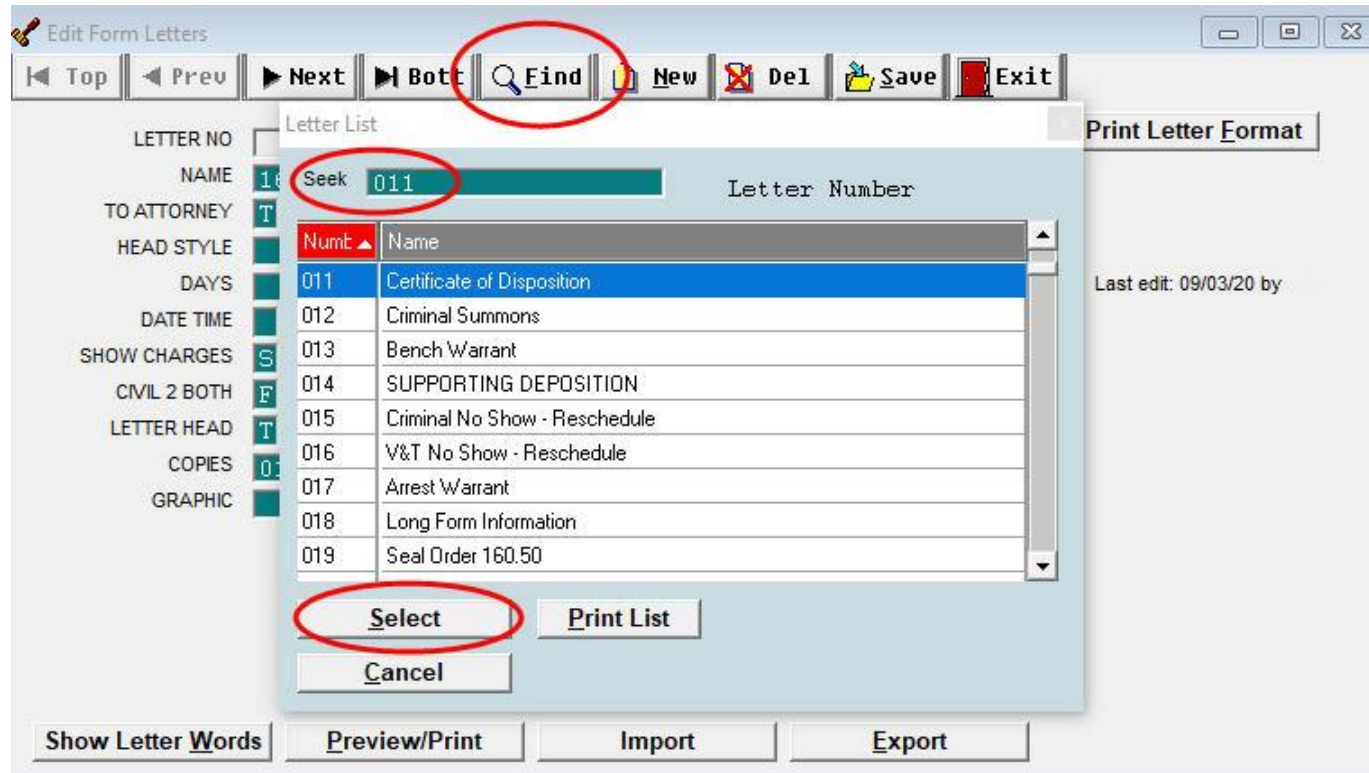 Edit Form Letters
Top Prev Next Bott Find New Del Save Exit
Letter List
Print Letter Format
LETTER NO
NAME
Seek 011
Letter Number
TO ATTORNEY T
HEAD STYLE
Numb Name
DAYS
011 Certificate of Disposition
Last edit: 09/03/20 by
DATE TIME
012 Criminal Summons
SHOW CHARGES S
013 Bench Warrant
CIVIL 2 BOTH F
014 SUPPORTING DEPOSITION
LETTER HEAD T
015 Criminal No Show - Reschedule
COPIES 01
016 V&T No Show - Reschedule
GRAPHIC
017 Arrest Warrant
018 Long Form Information
019 Seal Order 160.50
Select Print List
Cancel
Show Letter Words Preview/Print Import Export